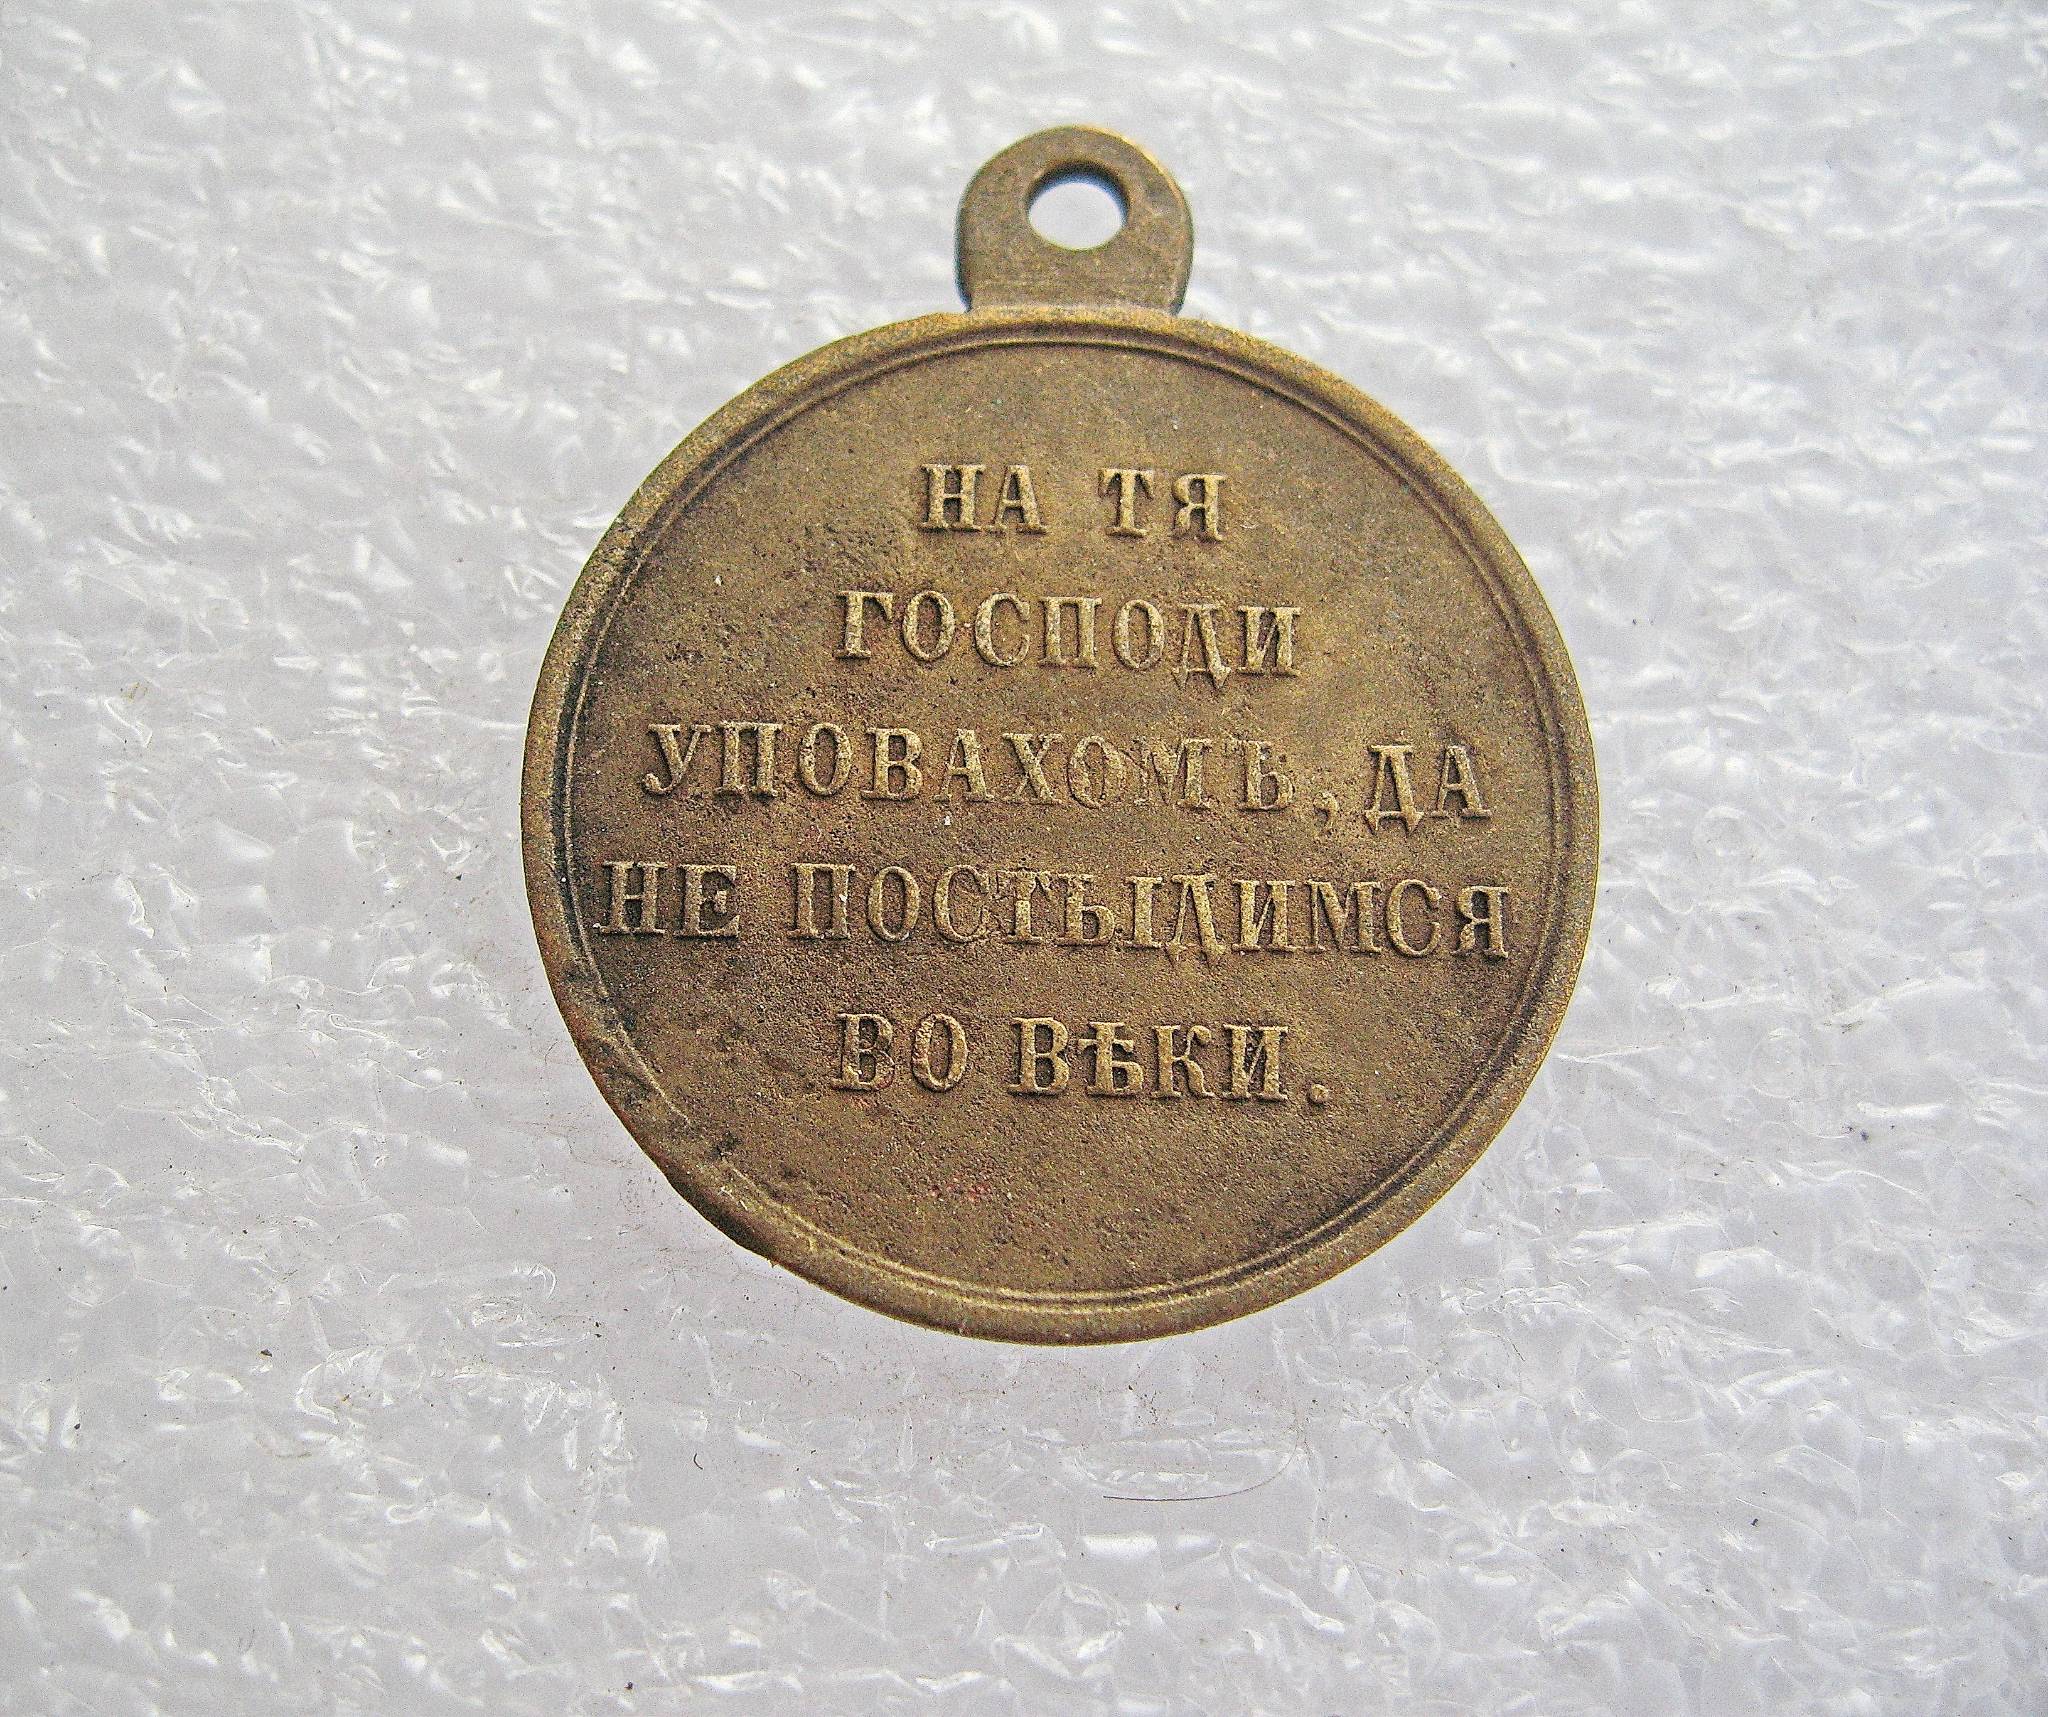 НА ТЯ
ГОСПОДИ
УПОВАХОМЪ, ДА
НЕ ПОСТЫДИМСЯ
ВО ВѢКИ.